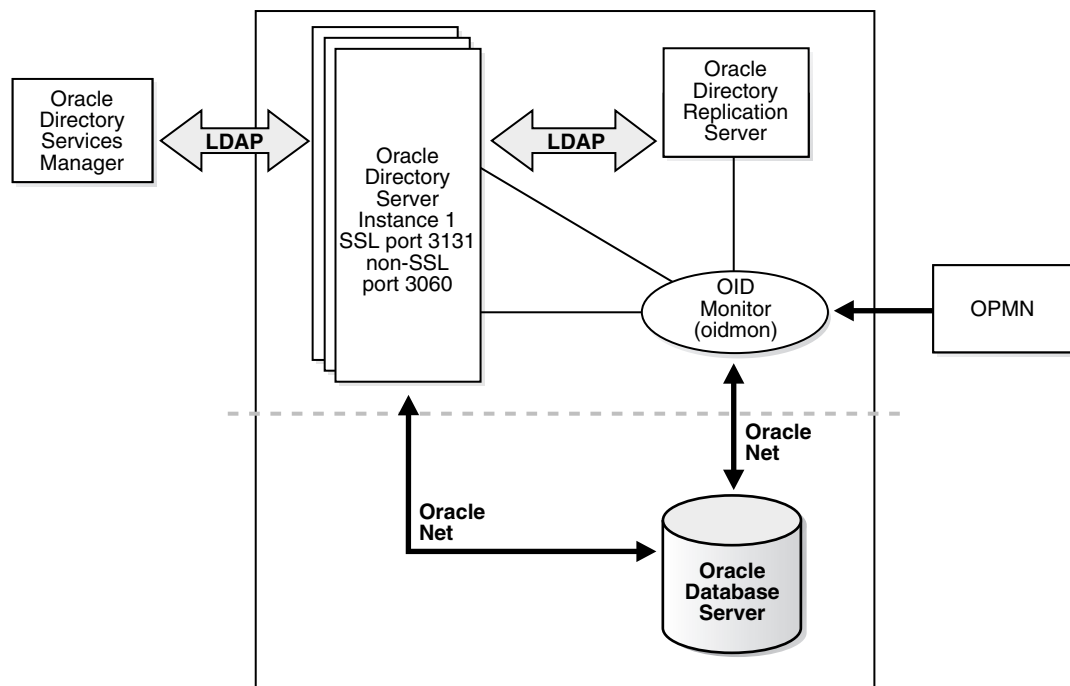 Oracle
Directory
Services
Manager
LDAP
Oracle
Directory
Server
Instance 1
SSL port 3131
non-SSL
port 3060
LDAP
Oracle
Directory
Replication
Server
OID
Monitor
(oidmon)
OPMN
Oracle
Net
Oracle
Net
Oracle
Database
Server